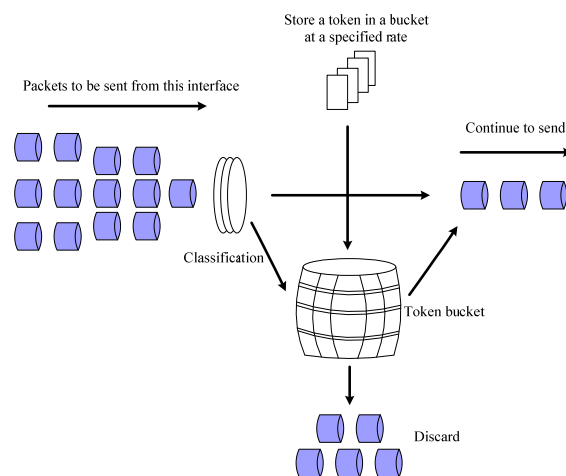 Store a token in a bucket
at a specified rate
Packets to be sent from this interface
Continue to send
Classification
Token bucket
Discard